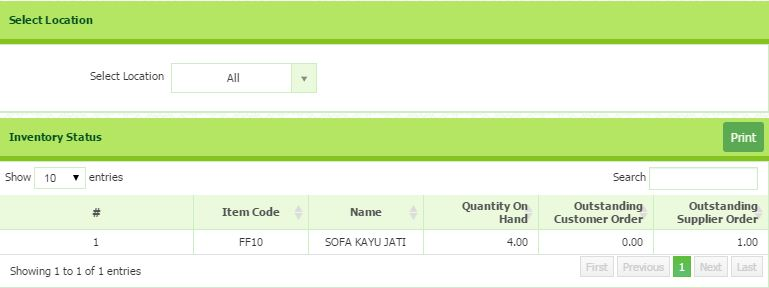 Select Location
Select Location All
Inventory Status Print
Show 10 entries Search
# Item Code Name Quantity On Hand Outstanding Customer Order Outstanding Supplier Order
1 FF10 SOFA KAYU JATI 4.00 0.00 1.00
Showing 1 to 1 of 1 entries First Previous 1 Next Last